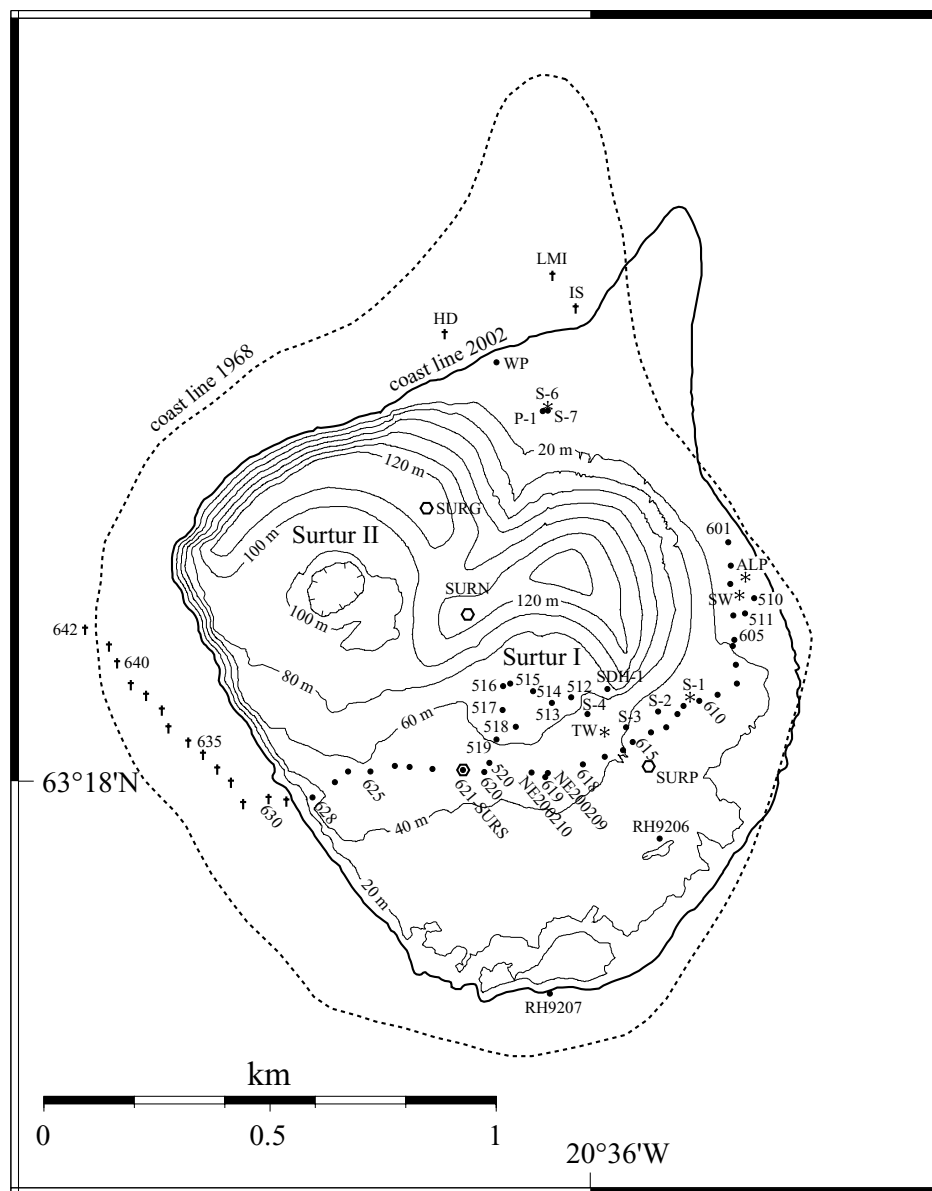 LMI
IS
HD
coast line 2002
WP
coast line 1968
S-6
P-1
S-7
20 m
120 m
SURG
601
Surtur II
100 m
ALP
SURN
SW
510
100 m
120 m
511
642
605
Surtur I
640
80 m
516
515
SDH-1
514
512
S-1
517
513
S-4
S-2
610
60 m
518
TW
S-3
635
519
615
63°18'N
625
520
618
SURP
621 SURS
620
NE200210
619
NE200209
630
628
40 m
RH9206
20 m
RH9207
km
0
0.5
1
20°36'W